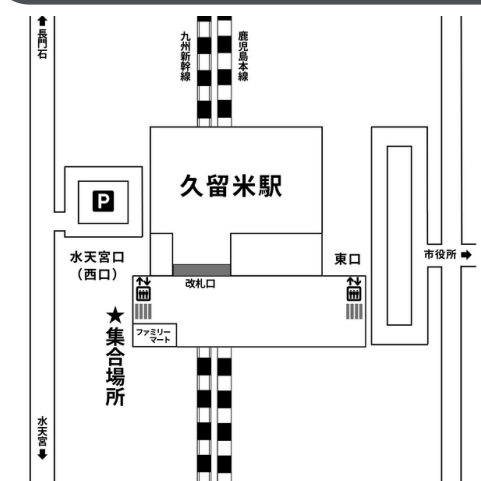 長門石
九州新幹線
鹿児島本線
久留米駅
P
水天宮口
(西口)
東口
市役所
改札口
ファミリー
マート
★集合場所
水天宮